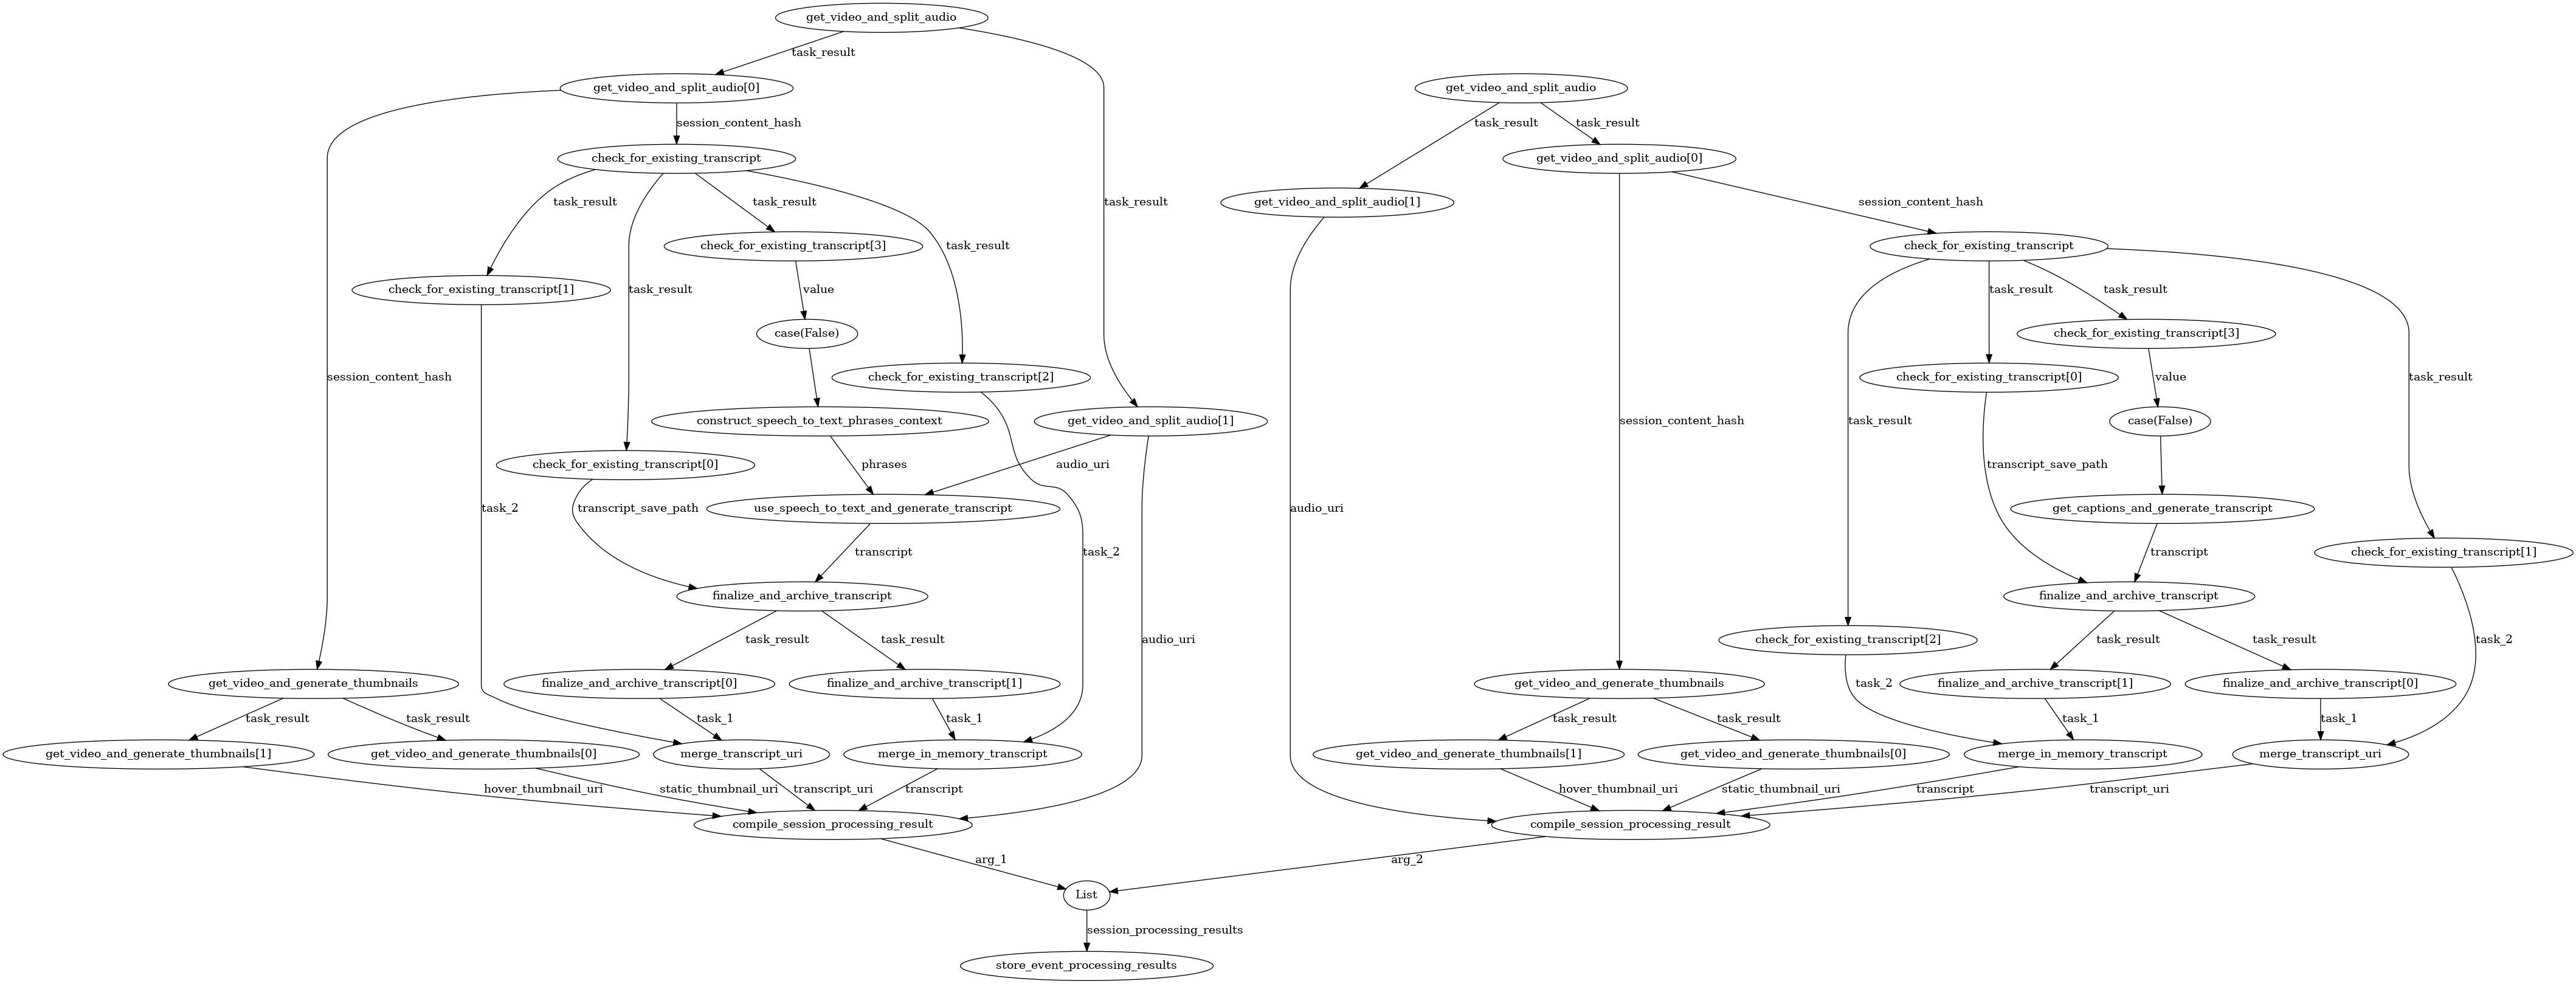 get_video_and_split_audio
task_result
get_video_and_split_audio[0]
get_video_and_split_audio
session_content_hash
task_result
task_result
check_for_existing_transcript
get_video_and_split_audio[0]
task_result
task_result
task_result
get_video_and_split_audio[1]
session_content_hash
check_for_existing_transcript[3]
task_result
check_for_existing_transcript
check_for_existing_transcript[1]
task_result
value
task_result
task_result
case(False)
check_for_existing_transcript[3]
session_content_hash
check_for_existing_transcript[2]
check_for_existing_transcript[0]
value
task_result
construct_speech_to_text_phrases_context
get_video_and_split_audio[1]
session_content_hash
task_result
case(False)
check_for_existing_transcript[0]
phrases
audio_uri
transcript_save_path
task_2
transcript_save_path
use_speech_to_text_and_generate_transcript
audio_uri
get_captions_and_generate_transcript
transcript
task_2
transcript
check_for_existing_transcript[1]
finalize_and_archive_transcript
finalize_and_archive_transcript
task_result
task_result
audio_uri
check_for_existing_transcript[2]
task_result
task_result
task_2
get_video_and_generate_thumbnails
finalize_and_archive_transcript[0]
finalize_and_archive_transcript[1]
get_video_and_generate_thumbnails
task_2
finalize_and_archive_transcript[1]
finalize_and_archive_transcript[0]
task_result
task_result
task_1
task_1
task_result
task_result
task_1
task_1
get_video_and_generate_thumbnails[1]
get_video_and_generate_thumbnails[0]
merge_transcript_uri
merge_in_memory_transcript
get_video_and_generate_thumbnails[1]
get_video_and_generate_thumbnails[0]
merge_in_memory_transcript
merge_transcript_uri
hover_thumbnail_uri
static_thumbnail_uri
transcript_uri
transcript
hover_thumbnail_uri
static_thumbnail_uri
transcript
transcript_uri
compile_session_processing_result
compile_session_processing_result
arg_1
arg_2
List
session_processing_results
store_event_processing_results